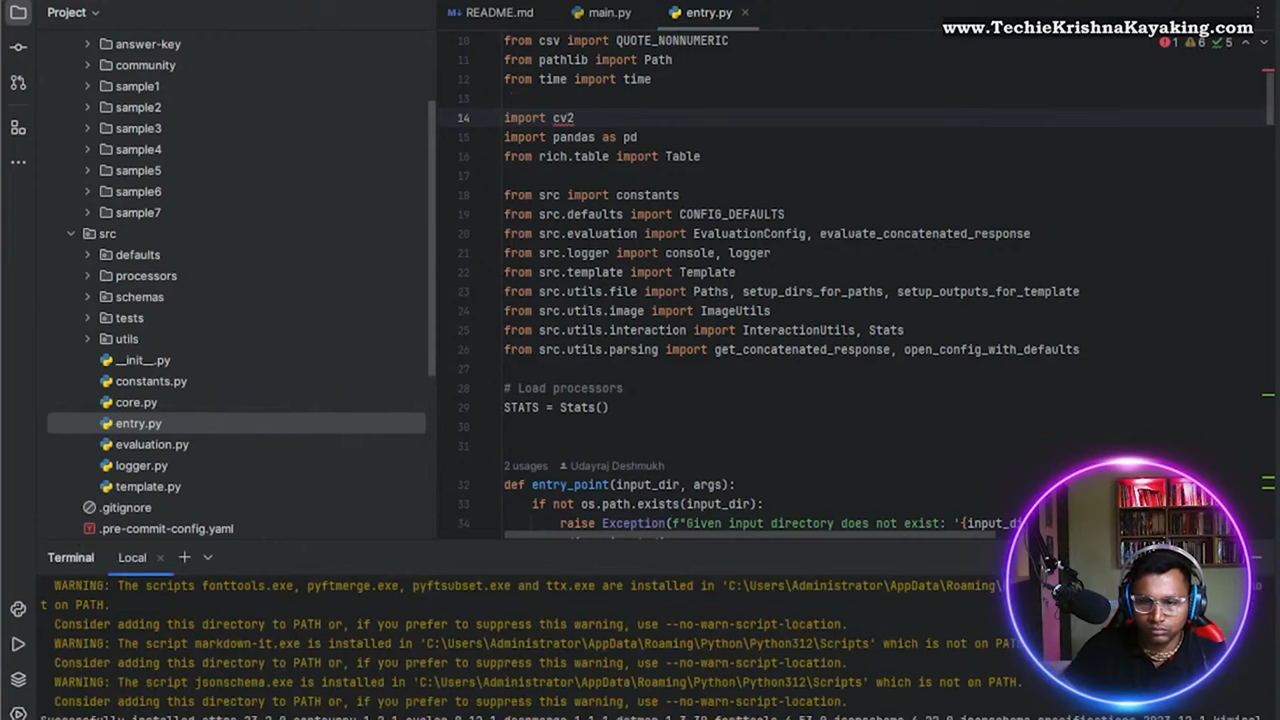 Project
README.md
main.py
entry.py
www.TechieKrishnaKayaking.com
1 6 5
answer-key
community
sample1
sample2
sample3
sample4
sample5
sample6
sample7
src
defaults
processors
schemas
tests
utils
__init__.py
constants.py
core.py
entry.py
evaluation.py
logger.py
template.py
.gitignore
.pre-commit-config.yaml
10 from csv import QUOTE_NONNUMERIC
11 from pathlib import Path
12 from time import time
13
14 import cv2
15 import pandas as pd
16 from rich.table import Table
17
18 from src import constants
19 from src.defaults import CONFIG_DEFAULTS
20 from src.evaluation import EvaluationConfig, evaluate_concatenated_response
21 from src.logger import console, logger
22 from src.template import Template
23 from src.utils.file import Paths, setup_dirs_for_paths, setup_outputs_for_template
24 from src.utils.image import ImageUtils
25 from src.utils.interaction import InteractionUtils, Stats
26 from src.utils.parsing import get_concatenated_response, open_config_with_defaults
27
28 # Load processors
29 STATS = Stats()
30
31
2 usages Udayraj Deshmukh
32 def entry_point(input_dir, args):
33 if not os.path.exists(input_dir):
34 raise Exception(f"Given input directory does not exist: '{input_di
Terminal
Local
WARNING: The scripts fonttools.exe, pyftmerge.exe, pyftsubset.exe and ttx.exe are installed in 'C:\Users\Administrator\AppData\Roaming\
t on PATH.
Consider adding this directory to PATH or, if you prefer to suppress this warning, use --no-warn-script-location.
WARNING: The script markdown-it.exe is installed in 'C:\Users\Administrator\AppData\Roaming\Python\Python312\Scripts' which is not on PATH.
Consider adding this directory to PATH or, if you prefer to suppress this warning, use --no-warn-script-location.
WARNING: The script jsonschema.exe is installed in 'C:\Users\Administrator\AppData\Roaming\Python\Python312\Scripts' which is not on PATH.
Consider adding this directory to PATH or, if you prefer to suppress this warning, use --no-warn-script-location.
Successfully installed